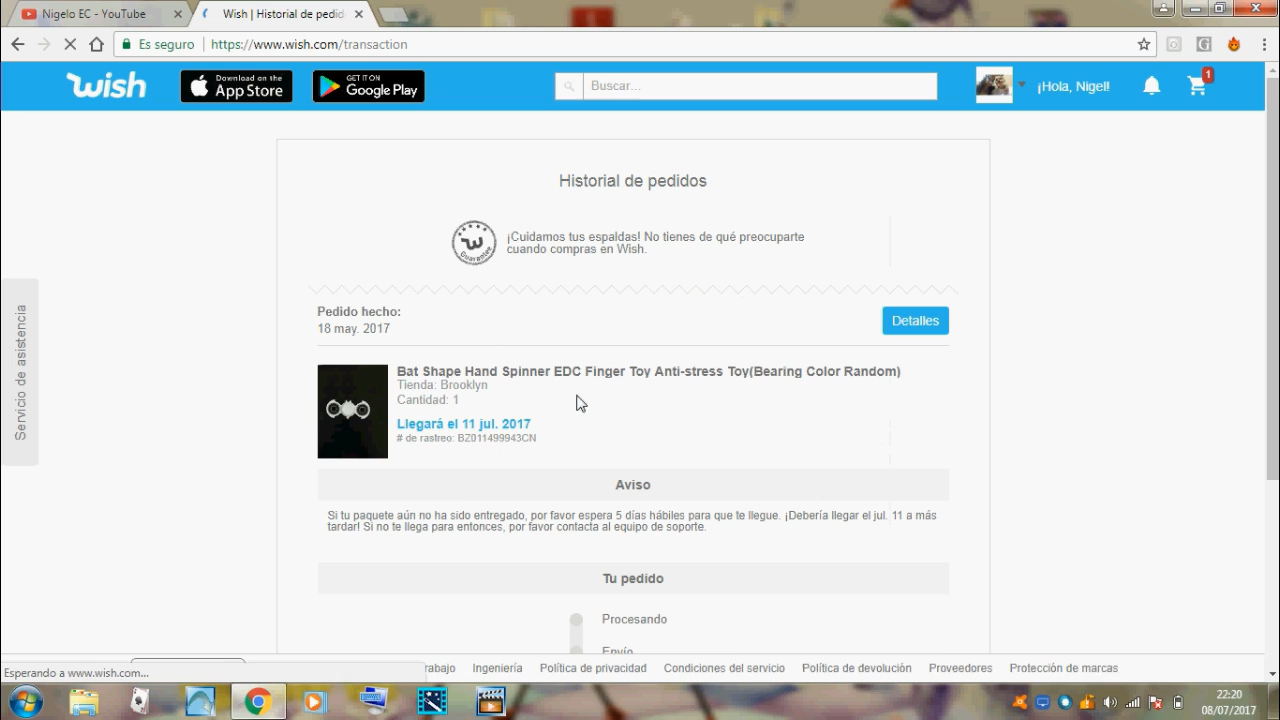 Nigelo EC - YouTube
Wish | Historial de pedid
Es seguro
https://www.wish.com/transaction
wish
Download on the
App Store
GET IT ON
Google Play
Buscar...
¡Hola, Nigel!
1
Historial de pedidos
Guarantee
¡Cuidamos tus espaldas! No tienes de qué preocuparte
cuando compras en Wish.
Servicio de asistencia
Pedido hecho:
18 may. 2017
Detalles
Bat Shape Hand Spinner EDC Finger Toy Anti-stress Toy(Bearing Color Random)
Tienda: Brooklyn
Cantidad: 1
Llegará el 11 jul. 2017
# de rastreo: BZ011499943CN
Aviso
Si tu paquete aún no ha sido entregado, por favor espera 5 días hábiles para que te llegue. ¡Debería llegar el jul. 11 a más
tardar! Si no te llega para entonces, por favor contacta al equipo de soporte.
Tu pedido
Procesando
Envío
Esperando a www.wish.com...
rabajo
Ingeniería
Política de privacidad
Condiciones del servicio
Política de devolución
Proveedores
Protección de marcas
22:20
08/07/2017